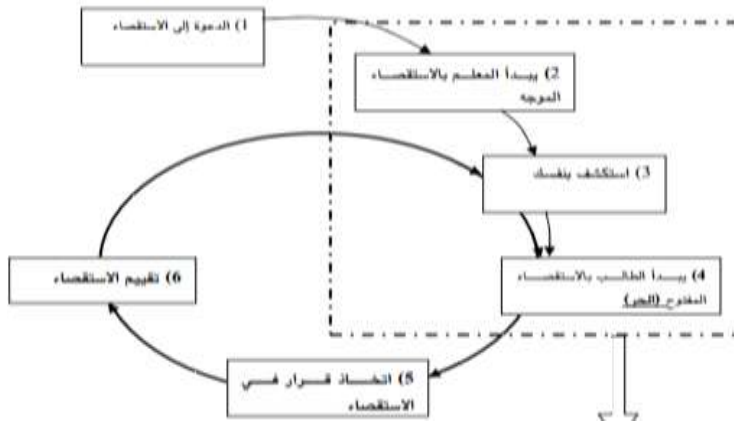 1) الدعوة إلى الاستقصاء
2) يبدأ المعلم بالاستقصاء
الموجه
3) استكشف بنفسك
4) يبدأ الطالب بالاستقصاء
المفتوح (الحر)
5) اتخاذ قرار في
الاستقصاء
6) تقييم الاستقصاء